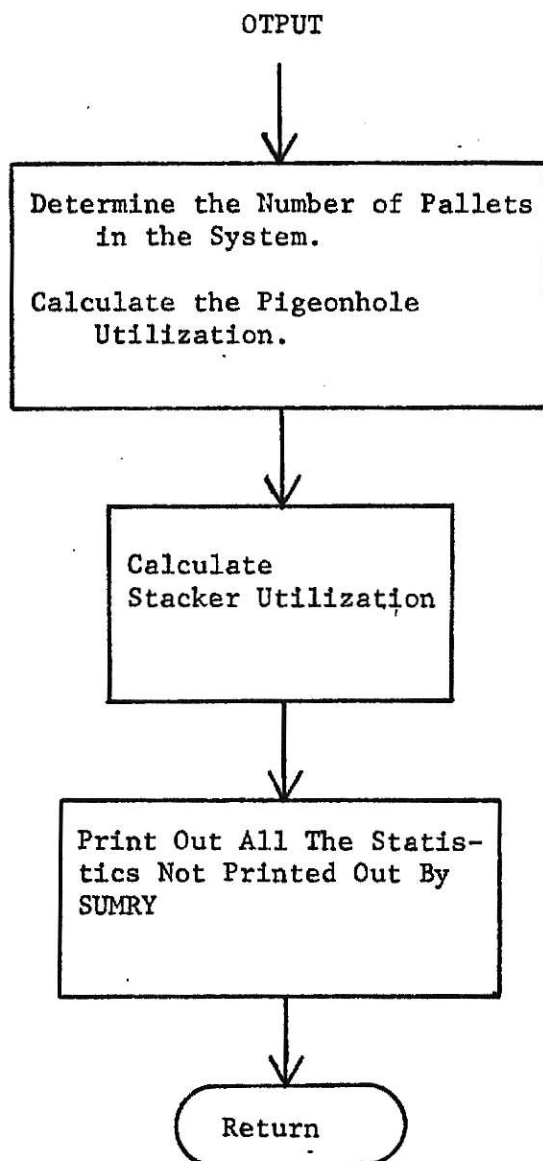 OTPUT
Determine the Number of Pallets
in the System.
Calculate the Pigeonhole
Utilization.
Calculate
Stacker Utilization
Print Out All The Statis-
tics Not Printed Out By
SUMRY
Return